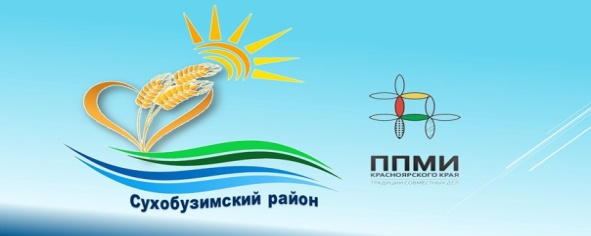 Сухобузимский район
ППМИ
КРАСНОЯРСКОГО КРАЯ
ТРАДИЦИИ СОВМЕСТНЫХ ДЕЛ